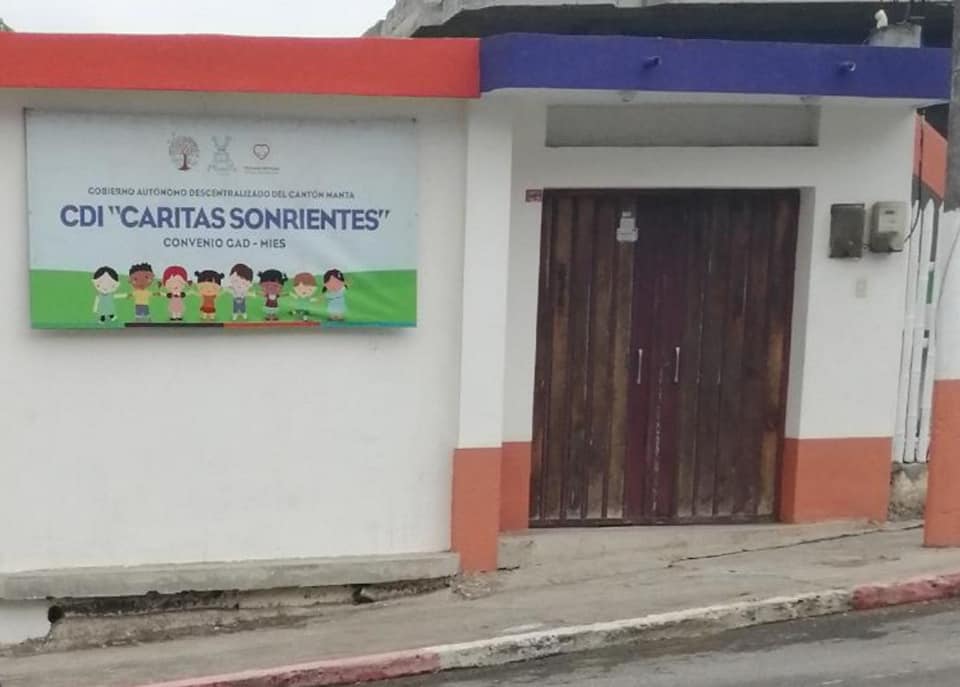 GOBIERNO AUTÓNOMO DESCENTRALIZADO DEL CANTÓN MANTA
CDI "CARITAS SONRIENTES"
CONVENIO GAD - MIES